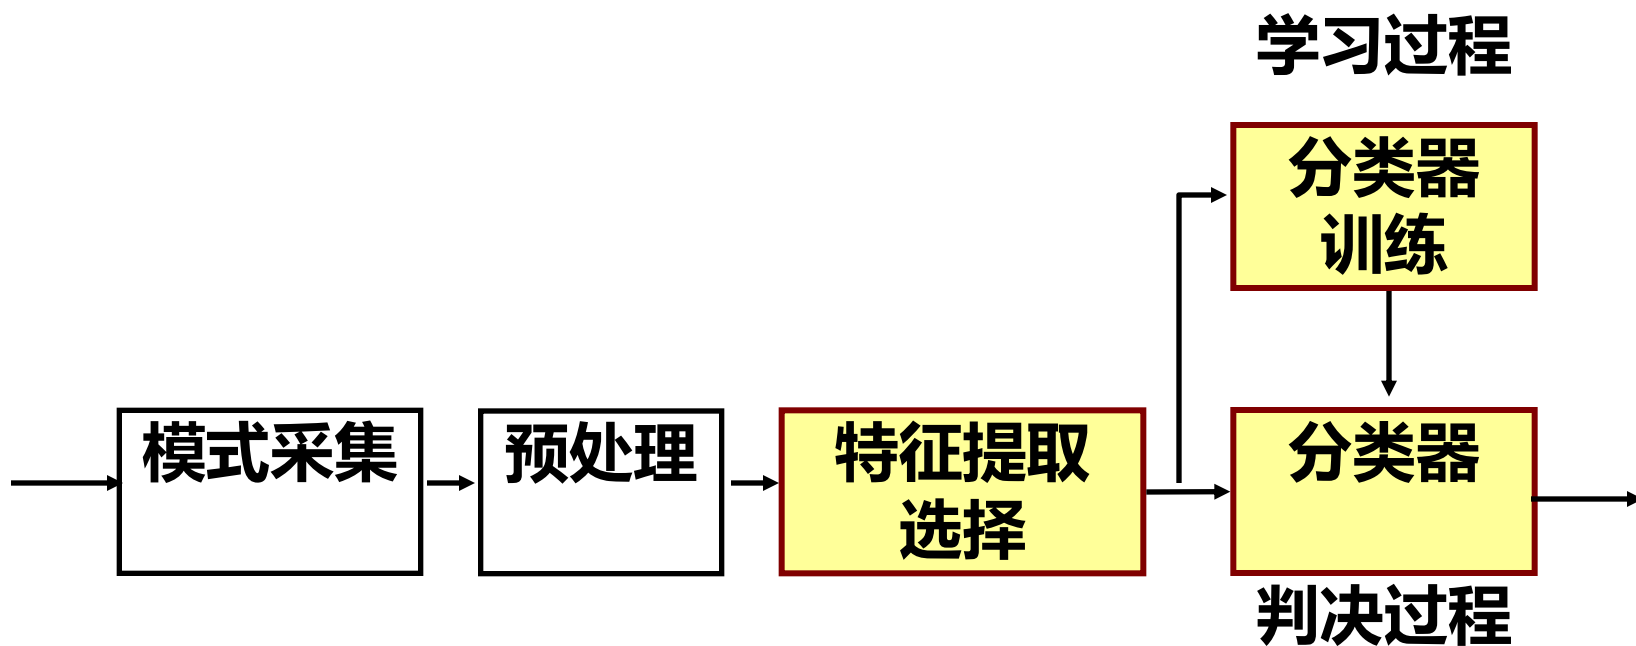 学习过程
分类器
训练
模式采集
预处理
特征提取
选择
分类器
判决过程